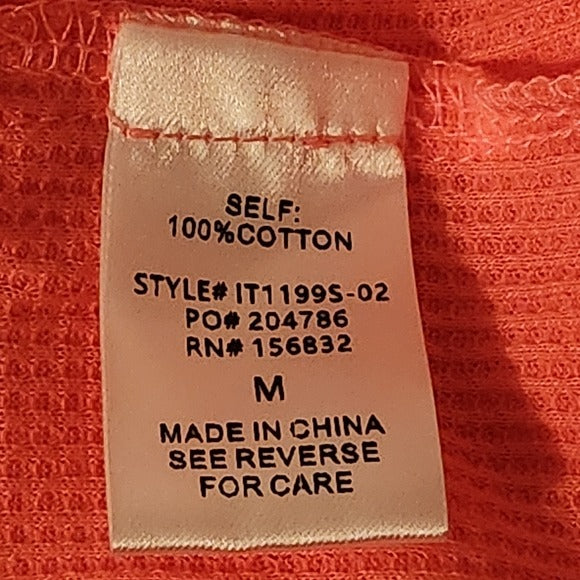 SELF:
100%COTTON
STYLE# IT1199S-02
PO# 204786
RN# 156832
M
MADE IN CHINA
SEE REVERSE
FOR CARE